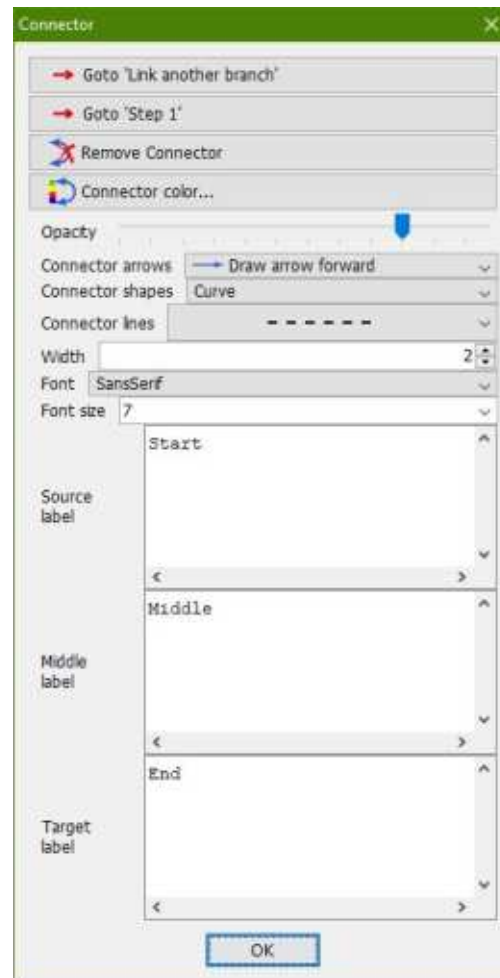 Connector
Goto 'Link another branch'
Goto 'Step 1'
Remove Connector
Connector color...
Opacity
Connector arrows Draw arrow forward
Connector shapes Curve
Connector lines
Width 2
Font SansSerif
Font size 7
Start
Source
label
Middle
Middle
label
End
Target
label
OK